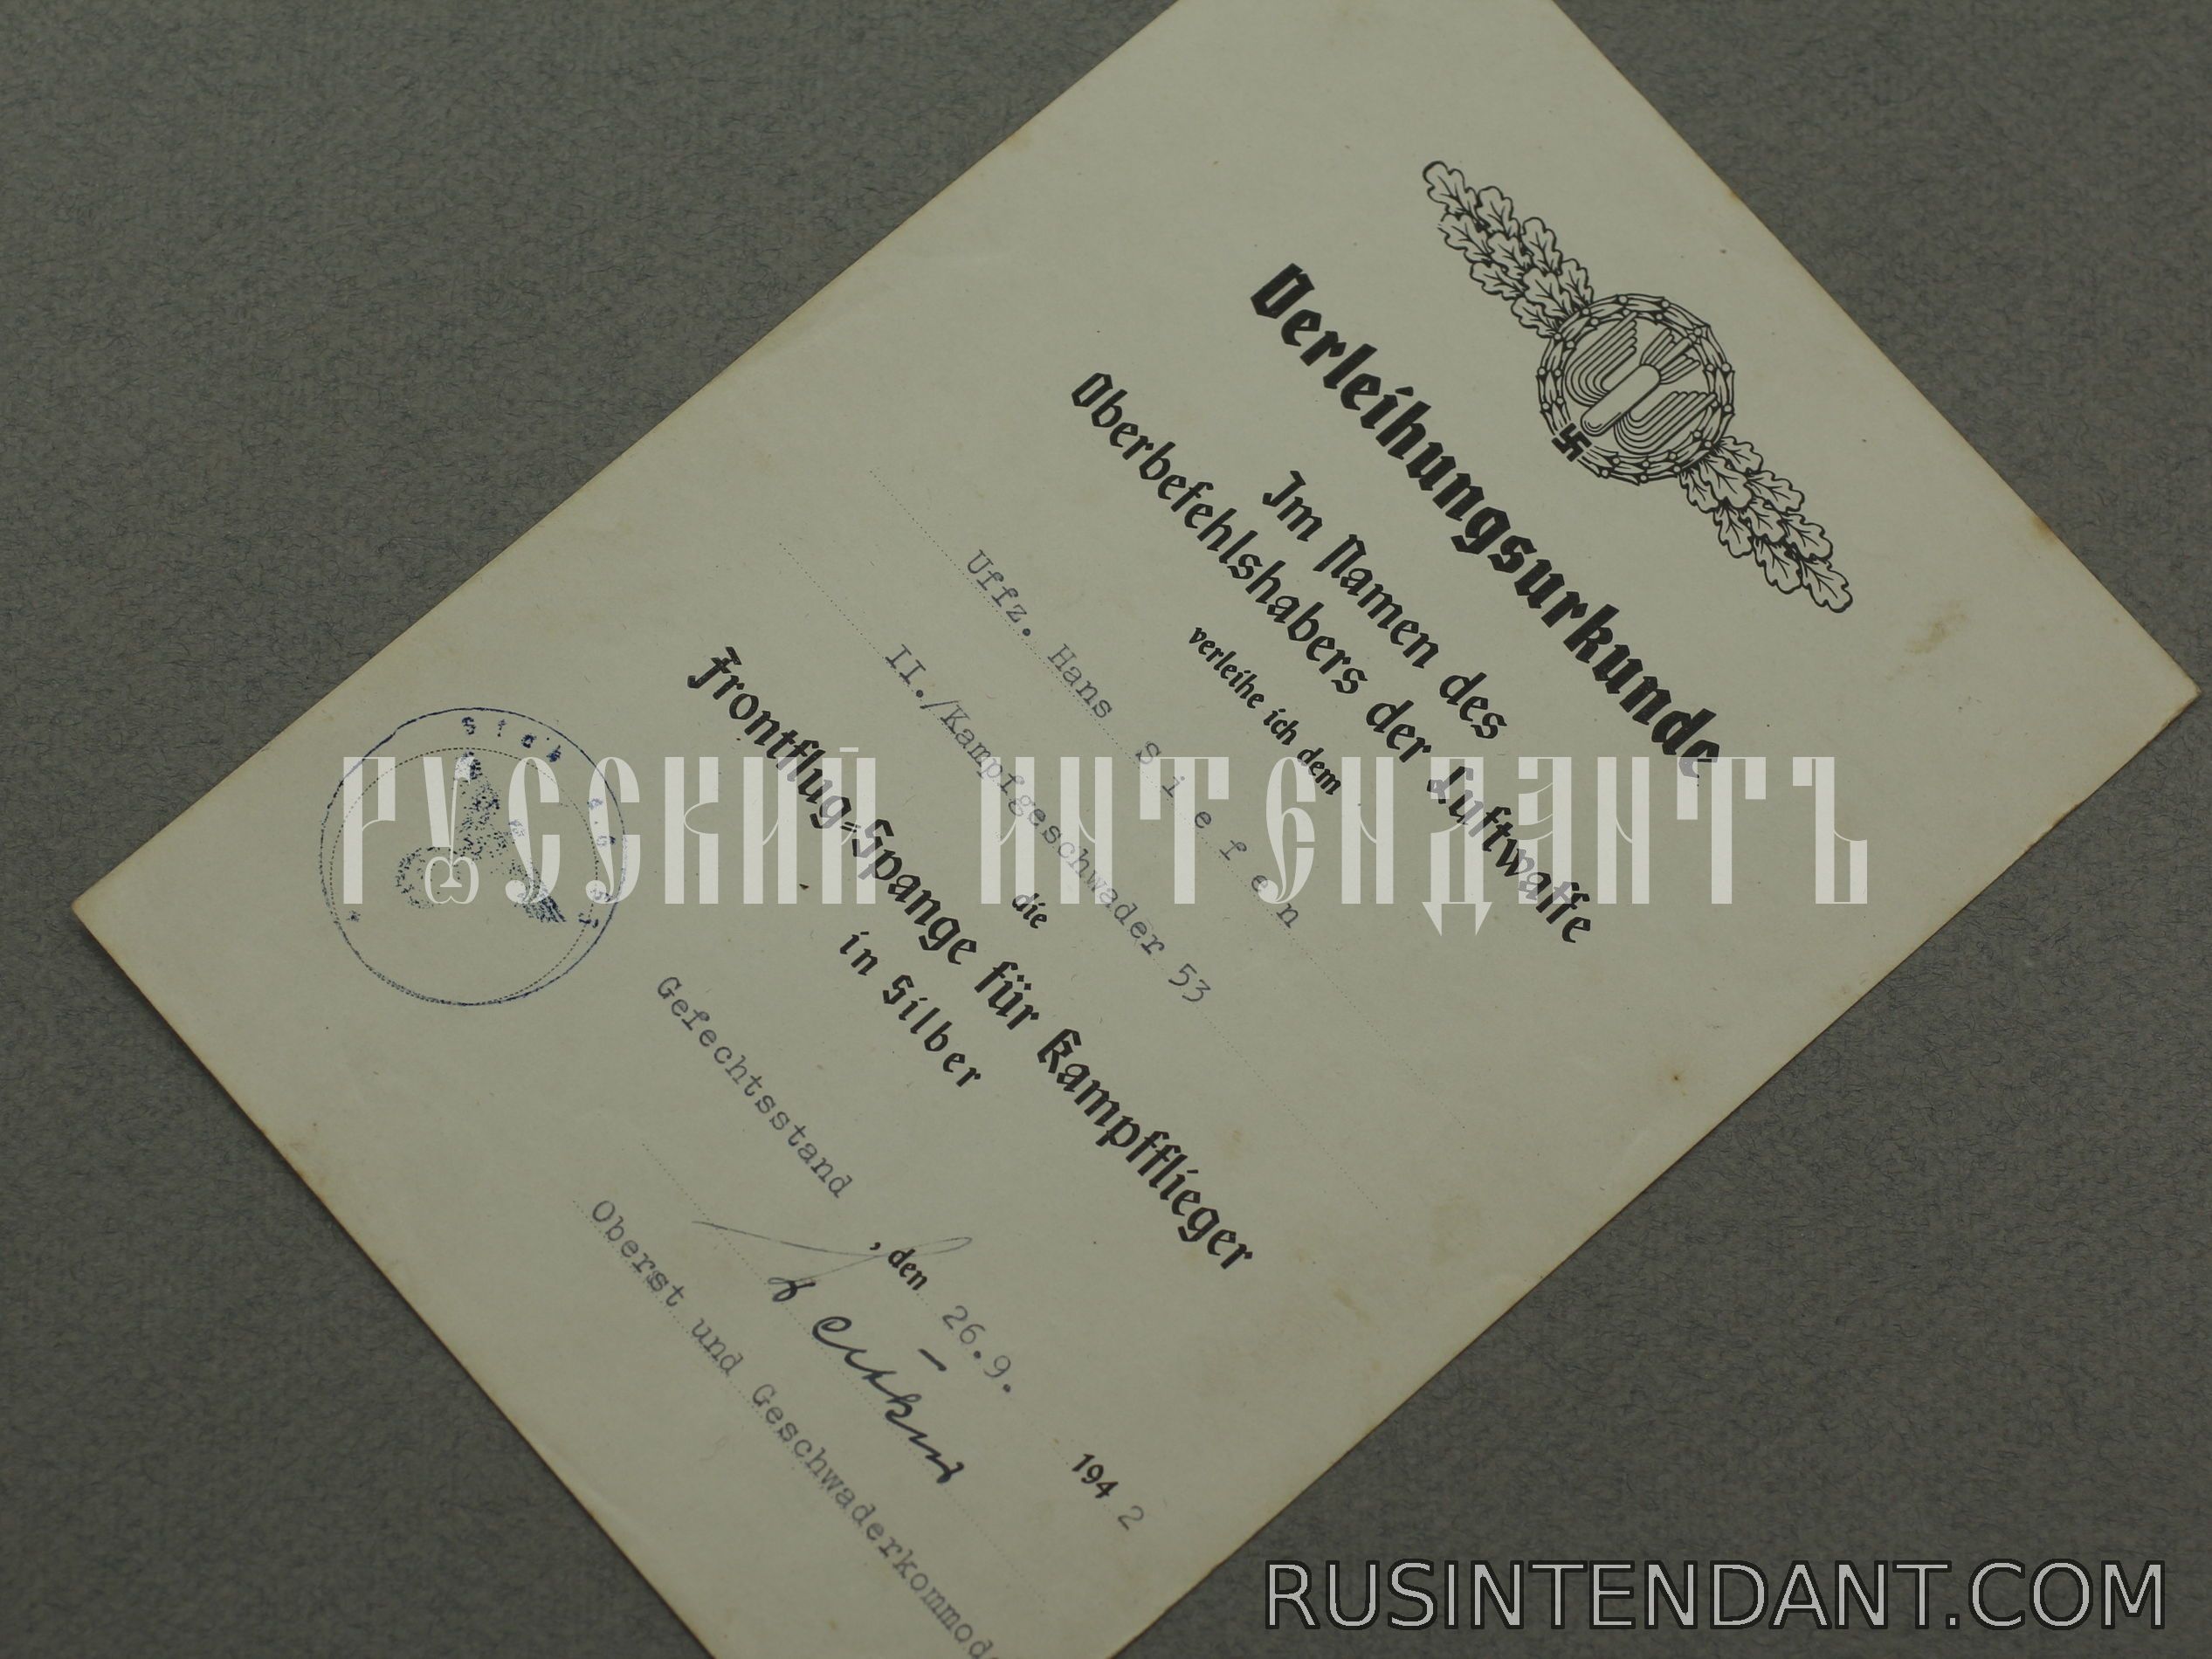 Verleihungsurkunde
Im Namen des
Oberbefehlshabers der Luftwaffe
verleihe ich dem
Uffz. Hans Siefen
II./Kampfgeschwader 53
die
Frontflug=Spange für Kampfflieger
in Silber
Gefechtsstand, den 26.9. 1942
Oberst und Geschwaderkommod
Stab
РУССКИЙ ИНТЕНДАНТЪ
RUSINTENDANT.COM